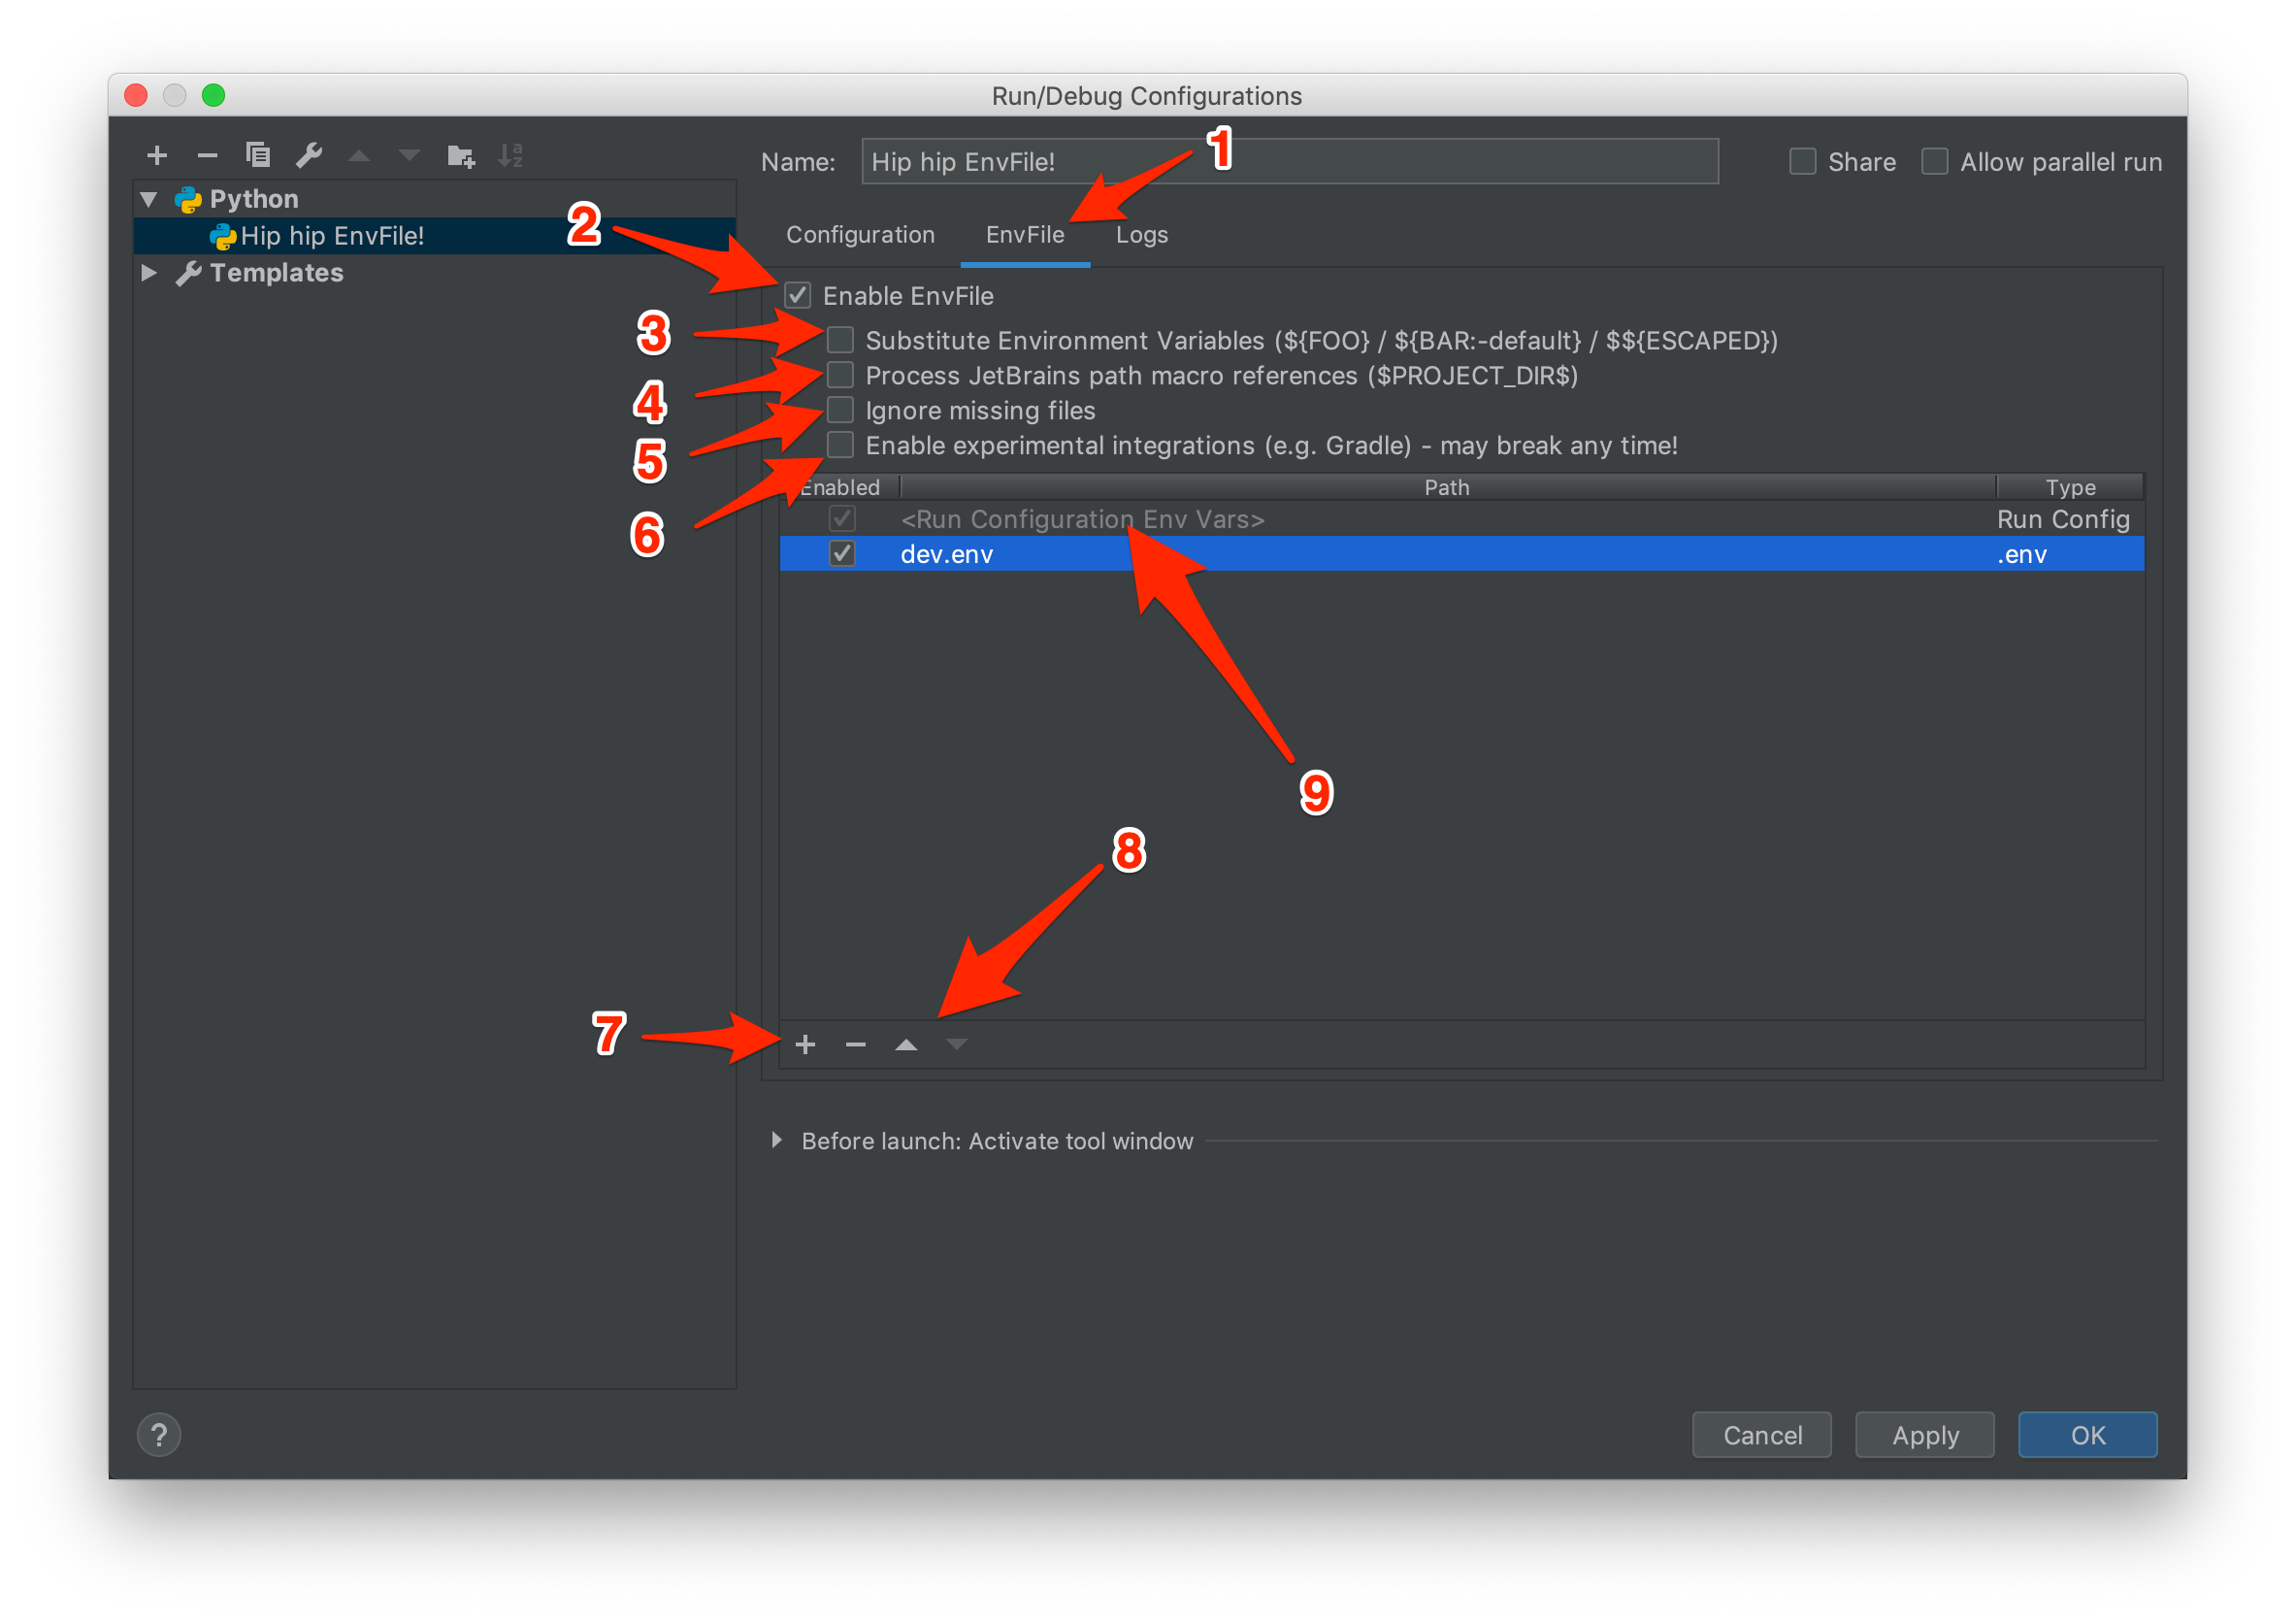 Run/Debug Configurations
Name: Hip hip EnvFile! Share Allow parallel run
1
Python
Hip hip EnvFile!
Templates
2
Configuration EnvFile Logs
Enable EnvFile
3
Substitute Environment Variables (${FOO} / ${BAR:-default} / $${ESCAPED})
4
Process JetBrains path macro references ($PROJECT_DIR$)
5
Ignore missing files
6
Enable experimental integrations (e.g. Gradle) - may break any time!
Enabled Path Type
<Run Configuration Env Vars> Run Config
dev.env .env
9
8
7
Before launch: Activate tool window
? Cancel Apply OK